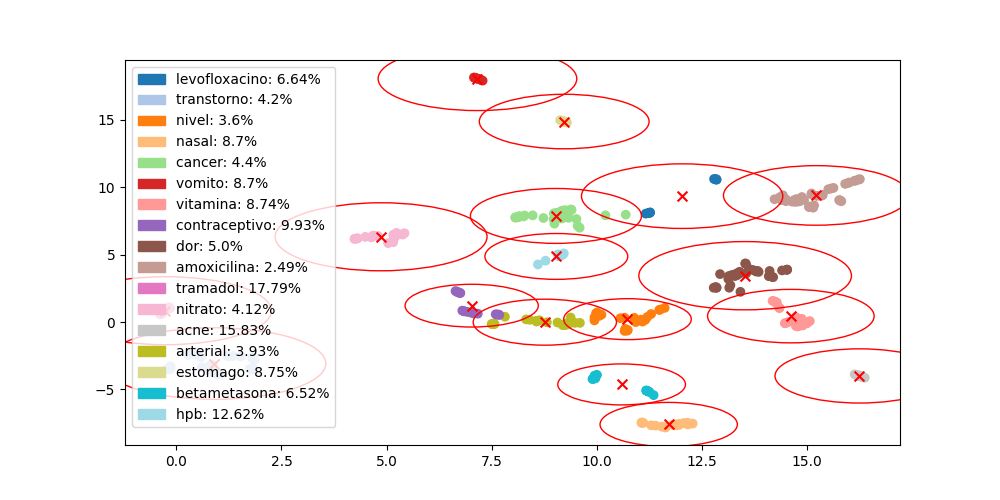 levofloxacino: 6.64%
transtorno: 4.2%
nivel: 3.6%
nasal: 8.7%
cancer: 4.4%
vomito: 8.7%
vitamina: 8.74%
contraceptivo: 9.93%
dor: 5.0%
amoxicilina: 2.49%
tramadol: 17.79%
nitrato: 4.12%
acne: 15.83%
arterial: 3.93%
estomago: 8.75%
betametasona: 6.52%
hpb: 12.62%
15
10
5
0
−5
0.0 2.5 5.0 7.5 10.0 12.5 15.0